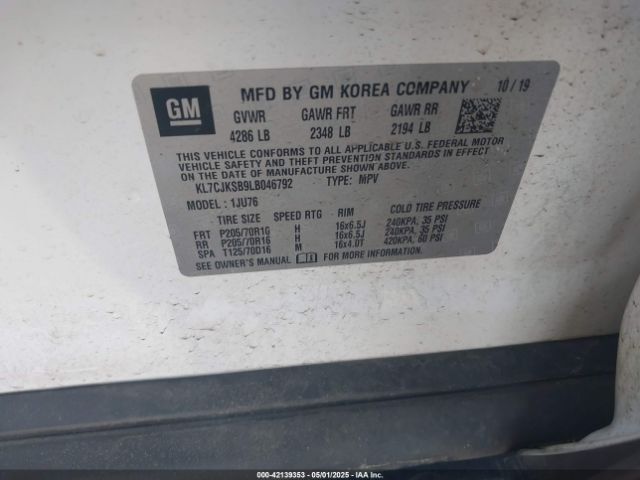 GM
MFD BY GM KOREA COMPANY 10/19
GVWR GAWR FRT GAWR RR
4286 LB 2348 LB 2194 LB
THIS VEHICLE CONFORMS TO ALL APPLICABLE U.S. FEDERAL MOTOR
VEHICLE SAFETY AND THEFT PREVENTION STANDARDS IN EFFECT
ON THE DATE OF MANUFACTURE SHOWN ABOVE.
KL7CJKSB9LB046792 TYPE: MPV
MODEL: 1JU76
TIRE SIZE SPEED RTG RIM COLD TIRE PRESSURE
FRT P205/70R16 H 16x6.5J 240KPA, 35 PSI
RR P205/70R16 H 16x6.5J 240KPA, 35 PSI
SPA T125/70D16 M 16x4.0T 420KPA, 60 PSI
SEE OWNER'S MANUAL FOR MORE INFORMATION.
000-42139353 - 05/01/2025 - IAA Inc.